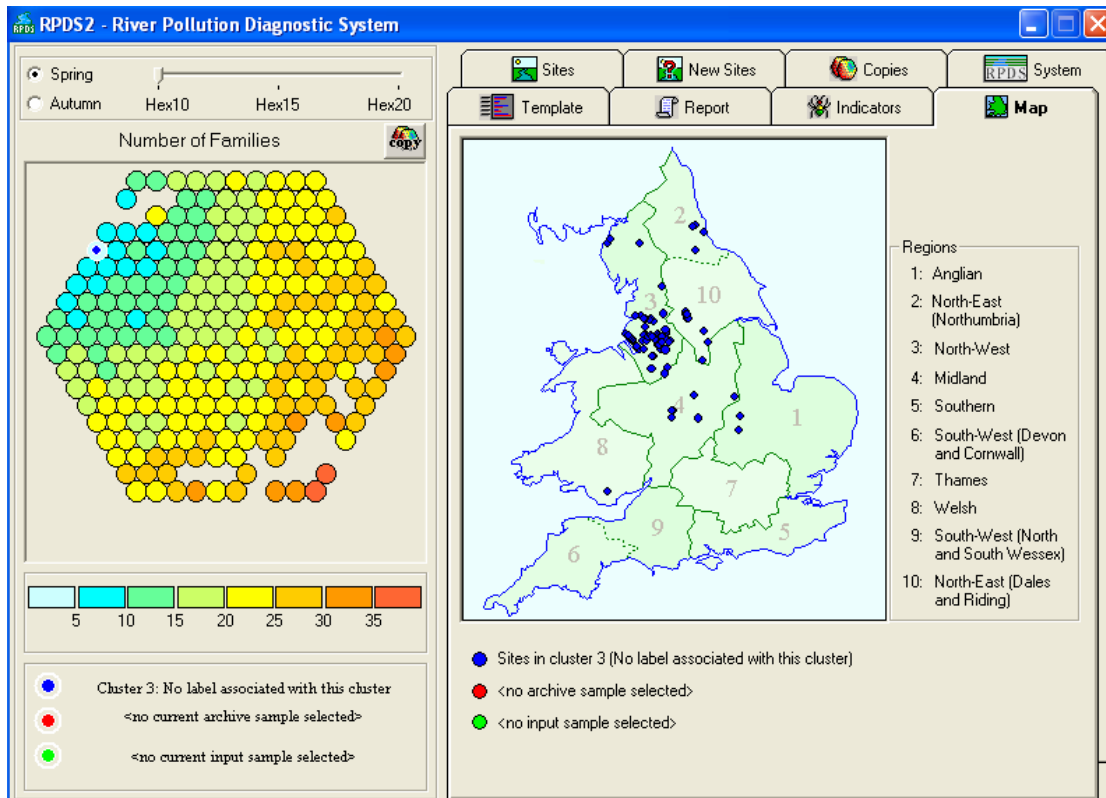 RPDS2 - River Pollution Diagnostic System
Spring
Autumn
Hex10 Hex15 Hex20
Number of Families
copy
5 10 15 20 25 30 35
Cluster 3: No label associated with this cluster
<no current archive sample selected>
<no current input sample selected>
Sites New Sites Copies RPDS System
Template Report Indicators Map
2
3
10
4
1
8
7
9
5
6
Regions
1: Anglian
2: North-East
(Northumbria)
3: North-West
4: Midland
5: Southern
6: South-West (Devon
and Cornwall)
7: Thames
8: Welsh
9: South-West (North
and South Wessex)
10: North-East (Dales
and Riding)
Sites in cluster 3 (No label associated with this cluster)
<no archive sample selected>
<no input sample selected>